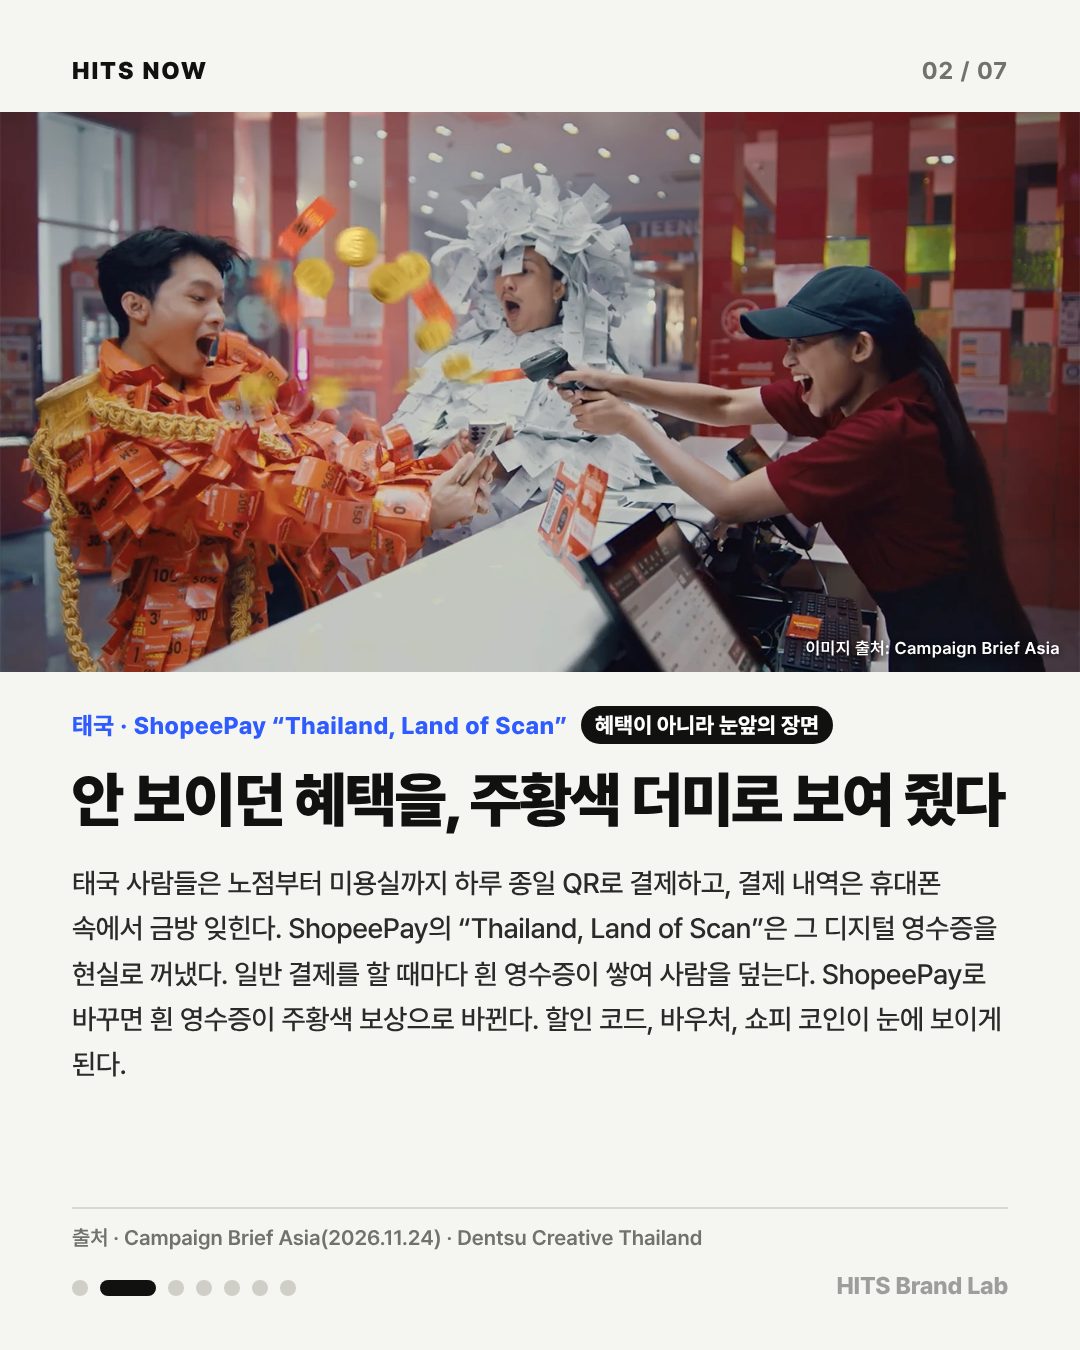 HITS NOW
02 / 07
TEEN
이미지 출처: Campaign Brief Asia
태국 · ShopeePay “Thailand, Land of Scan”
혜택이 아니라 눈앞의 장면
안 보이던 혜택을, 주황색 더미로 보여 줬다
태국 사람들은 노점부터 미용실까지 하루 종일 QR로 결제하고, 결제 내역은 휴대폰
속에서 금방 잊힌다. ShopeePay의 “Thailand, Land of Scan”은 그 디지털 영수증을
현실로 꺼냈다. 일반 결제를 할 때마다 흰 영수증이 쌓여 사람을 덮는다. ShopeePay로
바꾸면 흰 영수증이 주황색 보상으로 바뀐다. 할인 코드, 바우처, 쇼피 코인이 눈에 보이게
된다.
출처 · Campaign Brief Asia(2026.11.24) · Dentsu Creative Thailand
HITS Brand Lab